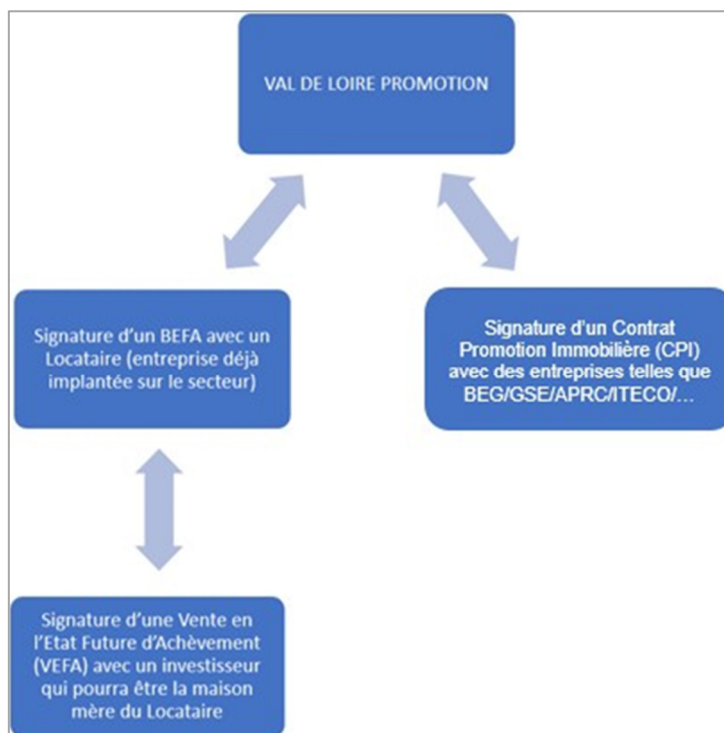 VAL DE LOIRE PROMOTION
Signature d'un BEFA avec un
Locataire (entreprise déjà
implantée sur le secteur)
Signature d'un Contrat
Promotion Immobilière (CPI)
avec des entreprises telles que
BEG/GSE/APRC/ITECO/...
Signature d'une Vente en
l'Etat Future d'Achèvement
(VEFA) avec un investisseur
qui pourra être la maison
mère du Locataire